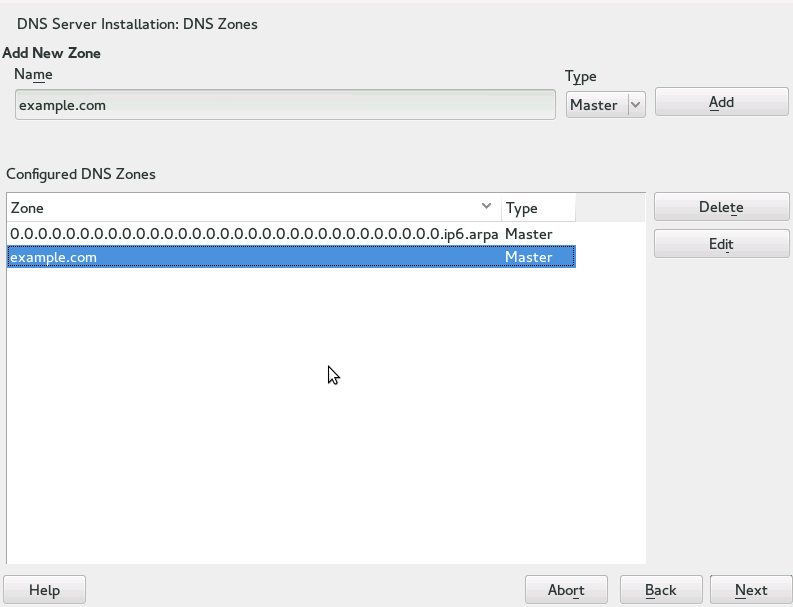 DNS Server Installation: DNS Zones
Add New Zone
Name
Type
example.com
Master
Add
Configured DNS Zones
Zone
Type
Delete
0.0.0.0.0.0.0.0.0.0.0.0.0.0.0.0.0.0.0.0.0.0.0.0.0.0.0.0.0.0.0.ip6.arpa Master
Edit
example.com Master
Help
Abort
Back
Next